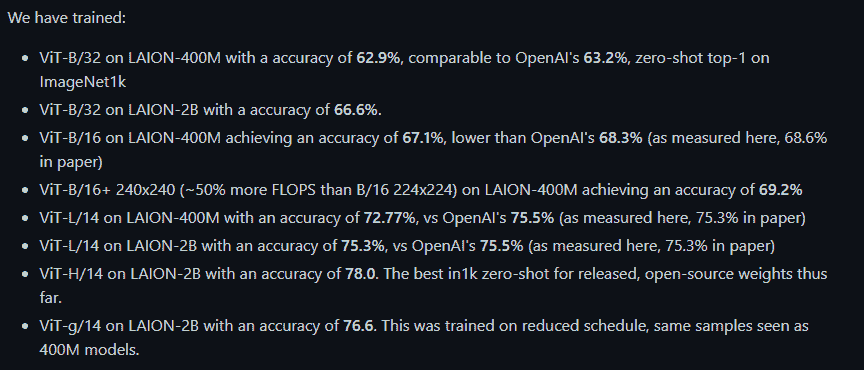 We have trained:
• ViT-B/32 on LAION-400M with a accuracy of 62.9%, comparable to OpenAI's 63.2%, zero-shot top-1 on
ImageNet1k
• ViT-B/32 on LAION-2B with a accuracy of 66.6%.
• ViT-B/16 on LAION-400M achieving an accuracy of 67.1%, lower than OpenAI's 68.3% (as measured here, 68.6%
in paper)
• ViT-B/16+ 240x240 (~50% more FLOPS than B/16 224x224) on LAION-400M achieving an accuracy of 69.2%
• ViT-L/14 on LAION-400M with an accuracy of 72.77%, vs OpenAI's 75.5% (as measured here, 75.3% in paper)
• ViT-L/14 on LAION-2B with an accuracy of 75.3%, vs OpenAI's 75.5% (as measured here, 75.3% in paper)
• ViT-H/14 on LAION-2B with an accuracy of 78.0. The best in1k zero-shot for released, open-source weights thus
far.
• ViT-g/14 on LAION-2B with an accuracy of 76.6. This was trained on reduced schedule, same samples seen as
400M models.